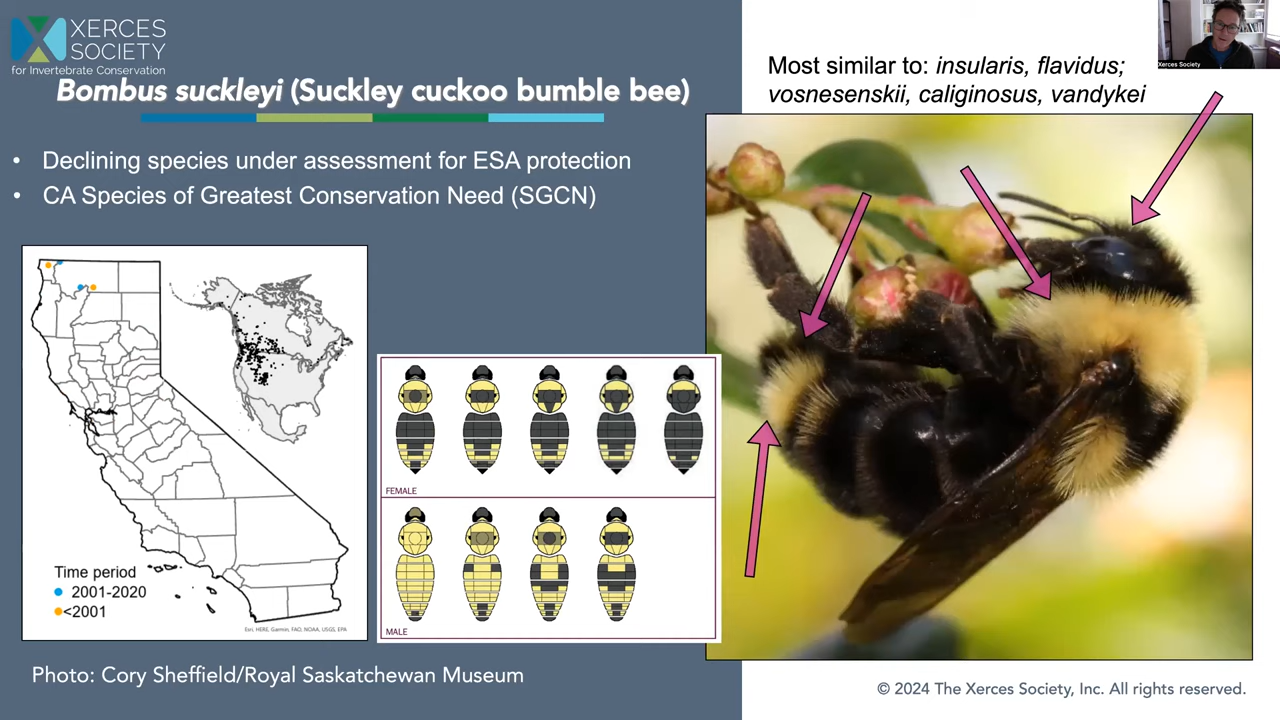 XERCES
SOCIETY
for Invertebrate Conservation
Bombus suckleyi (Suckley cuckoo bumble bee)
• Declining species under assessment for ESA protection
• CA Species of Greatest Conservation Need (SGCN)
Time period
2001-2020
<2001
Esri, HERE, Garmin, FAO, NOAA, USGS, EPA
FEMALE
MALE
Photo: Cory Sheffield/Royal Saskatchewan Museum
Most similar to: insularis, flavidus;
vosnesenskii, caliginosus, vandykei
Xerces Society
© 2024 The Xerces Society, Inc. All rights reserved.